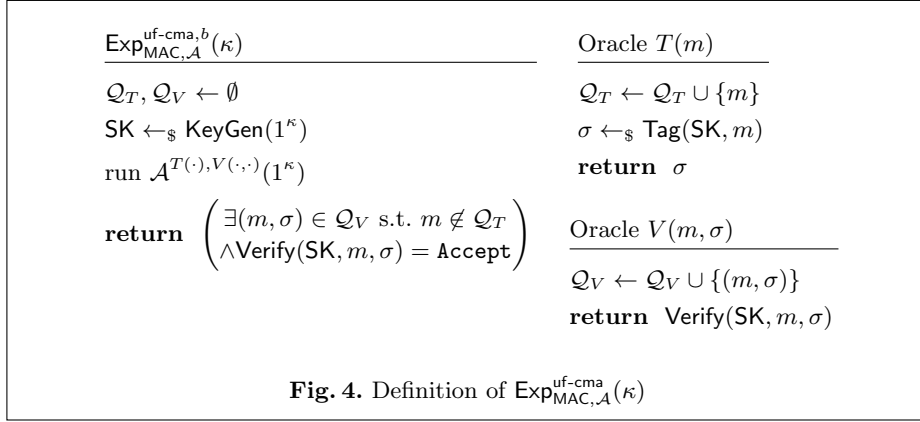 Exp^{uf-cma,b}_{MAC,𝒜}(κ)
𝒬_T, 𝒬_V ← ∅
SK ←_$ KeyGen(1^κ)
run 𝒜^{T(·),V(·,·)}(1^κ)
return (∃(m, σ) ∈ 𝒬_V s.t. m ∉ 𝒬_T
∧Verify(SK, m, σ) = Accept)
Oracle T(m)
𝒬_T ← 𝒬_T ∪ {m}
σ ←_$ Tag(SK, m)
return σ
Oracle V(m, σ)
𝒬_V ← 𝒬_V ∪ {(m, σ)}
return Verify(SK, m, σ)
Fig. 4. Definition of Exp^{uf-cma}_{MAC,𝒜}(κ)